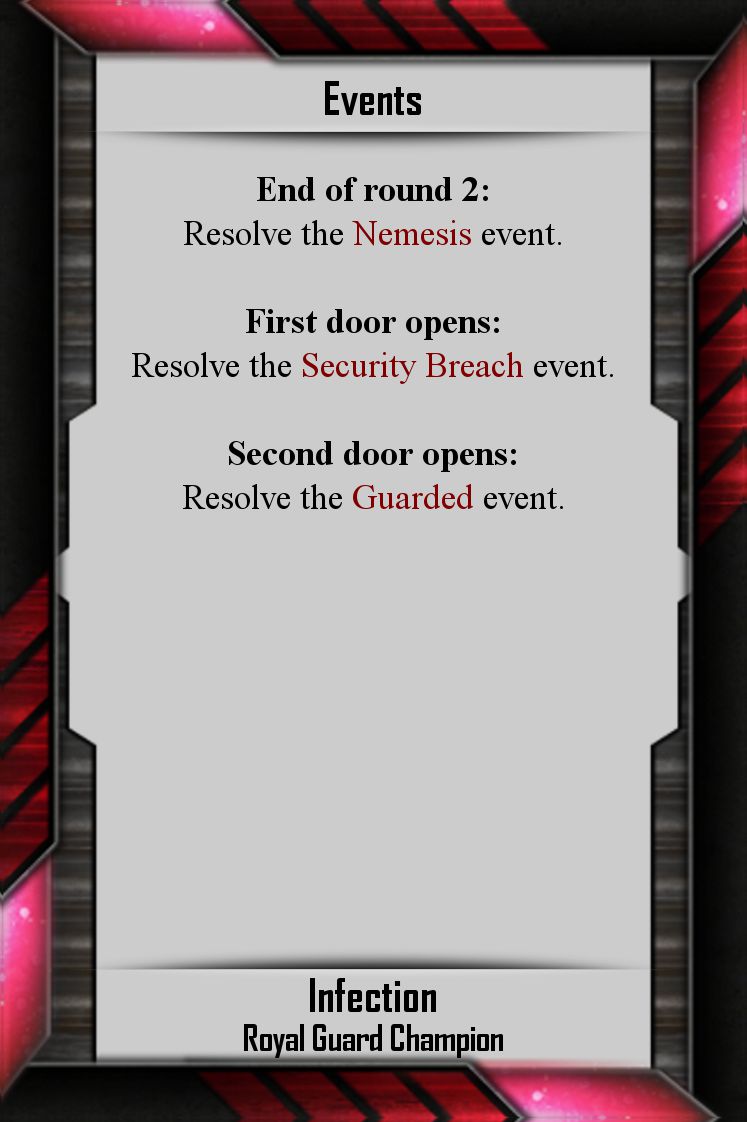 Events
End of round 2:
Resolve the Nemesis event.
First door opens:
Resolve the Security Breach event.
Second door opens:
Resolve the Guarded event.
Infection
Royal Guard Champion